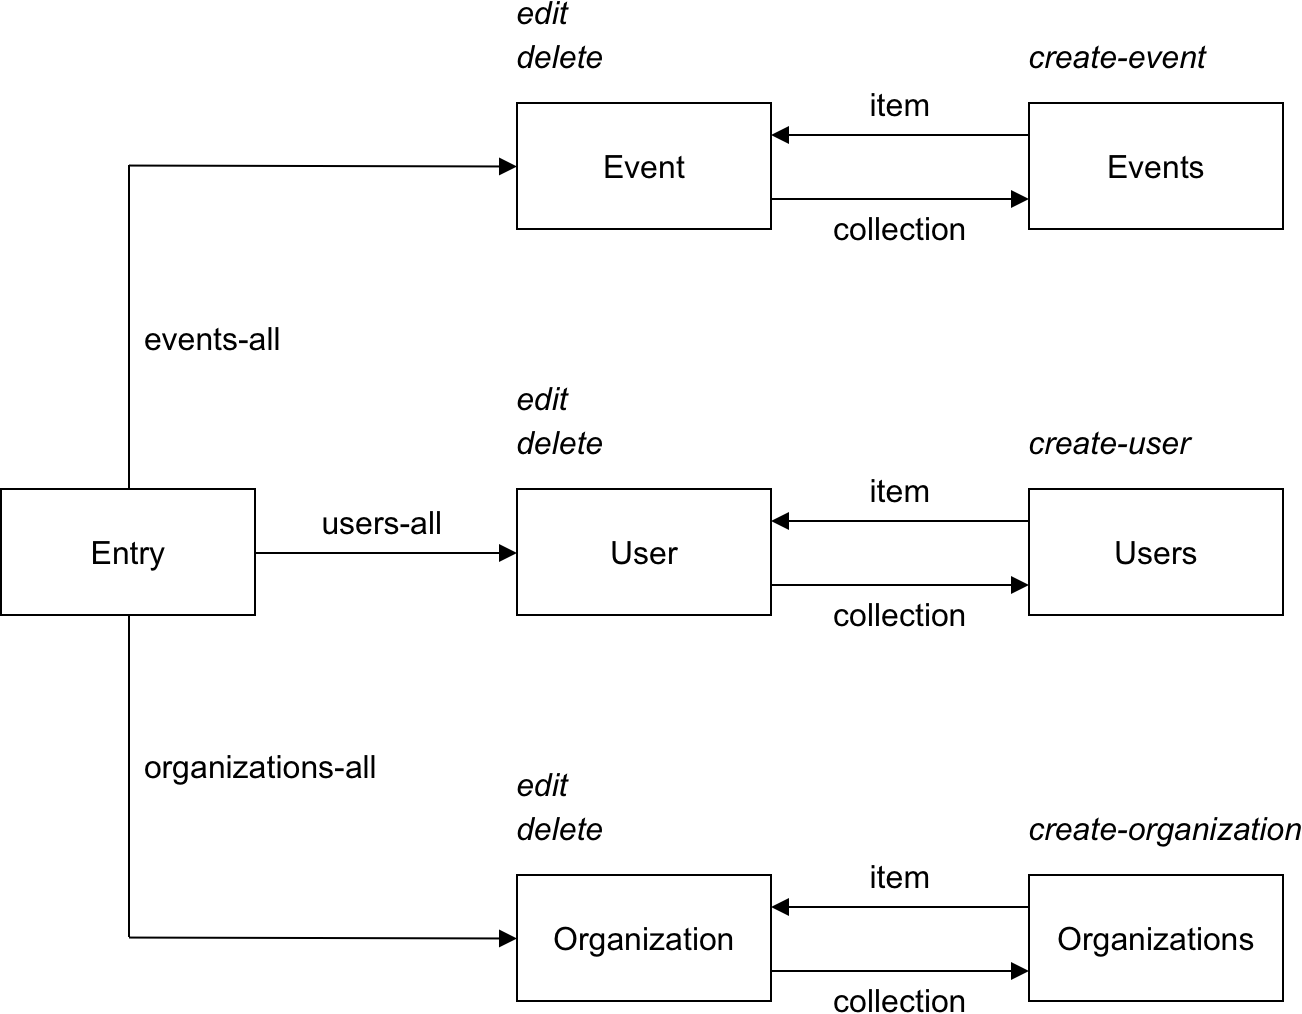 edit
delete
create-event
item
Event
Events
collection
events-all
edit
delete
create-user
item
users-all
Entry
User
Users
collection
organizations-all
edit
delete
create-organization
item
Organization
Organizations
collection